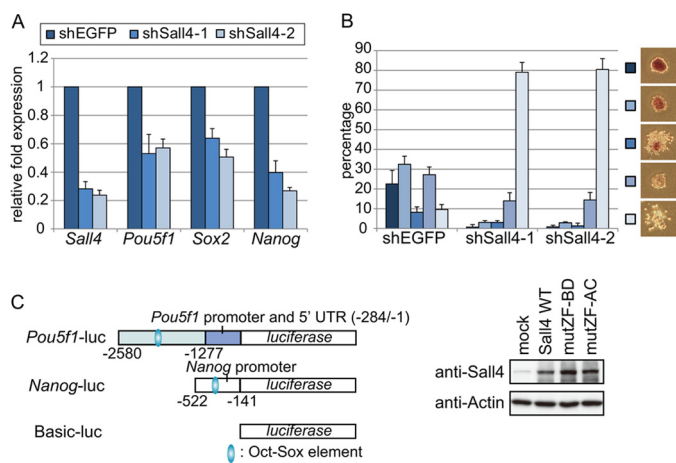 A
shEGFP shSall4-1 shSall4-2
relative fold expression
1.2
1
0.8
0.6
0.4
0.2
0
Sall4 Pou5f1 Sox2 Nanog
B
percentage
90
80
70
60
50
40
30
20
10
0
shEGFP shSall4-1 shSall4-2
C
Pou5f1 promoter and 5' UTR (-284/-1)
Pou5f1-luc luciferase
-2580 -1277
Nanog promoter
Nanog-luc luciferase
-522 -141
Basic-luc luciferase
: Oct-Sox element
mock
Sall4 WT
mutZF-BD
mutZF-AC
anti-Sall4
anti-Actin